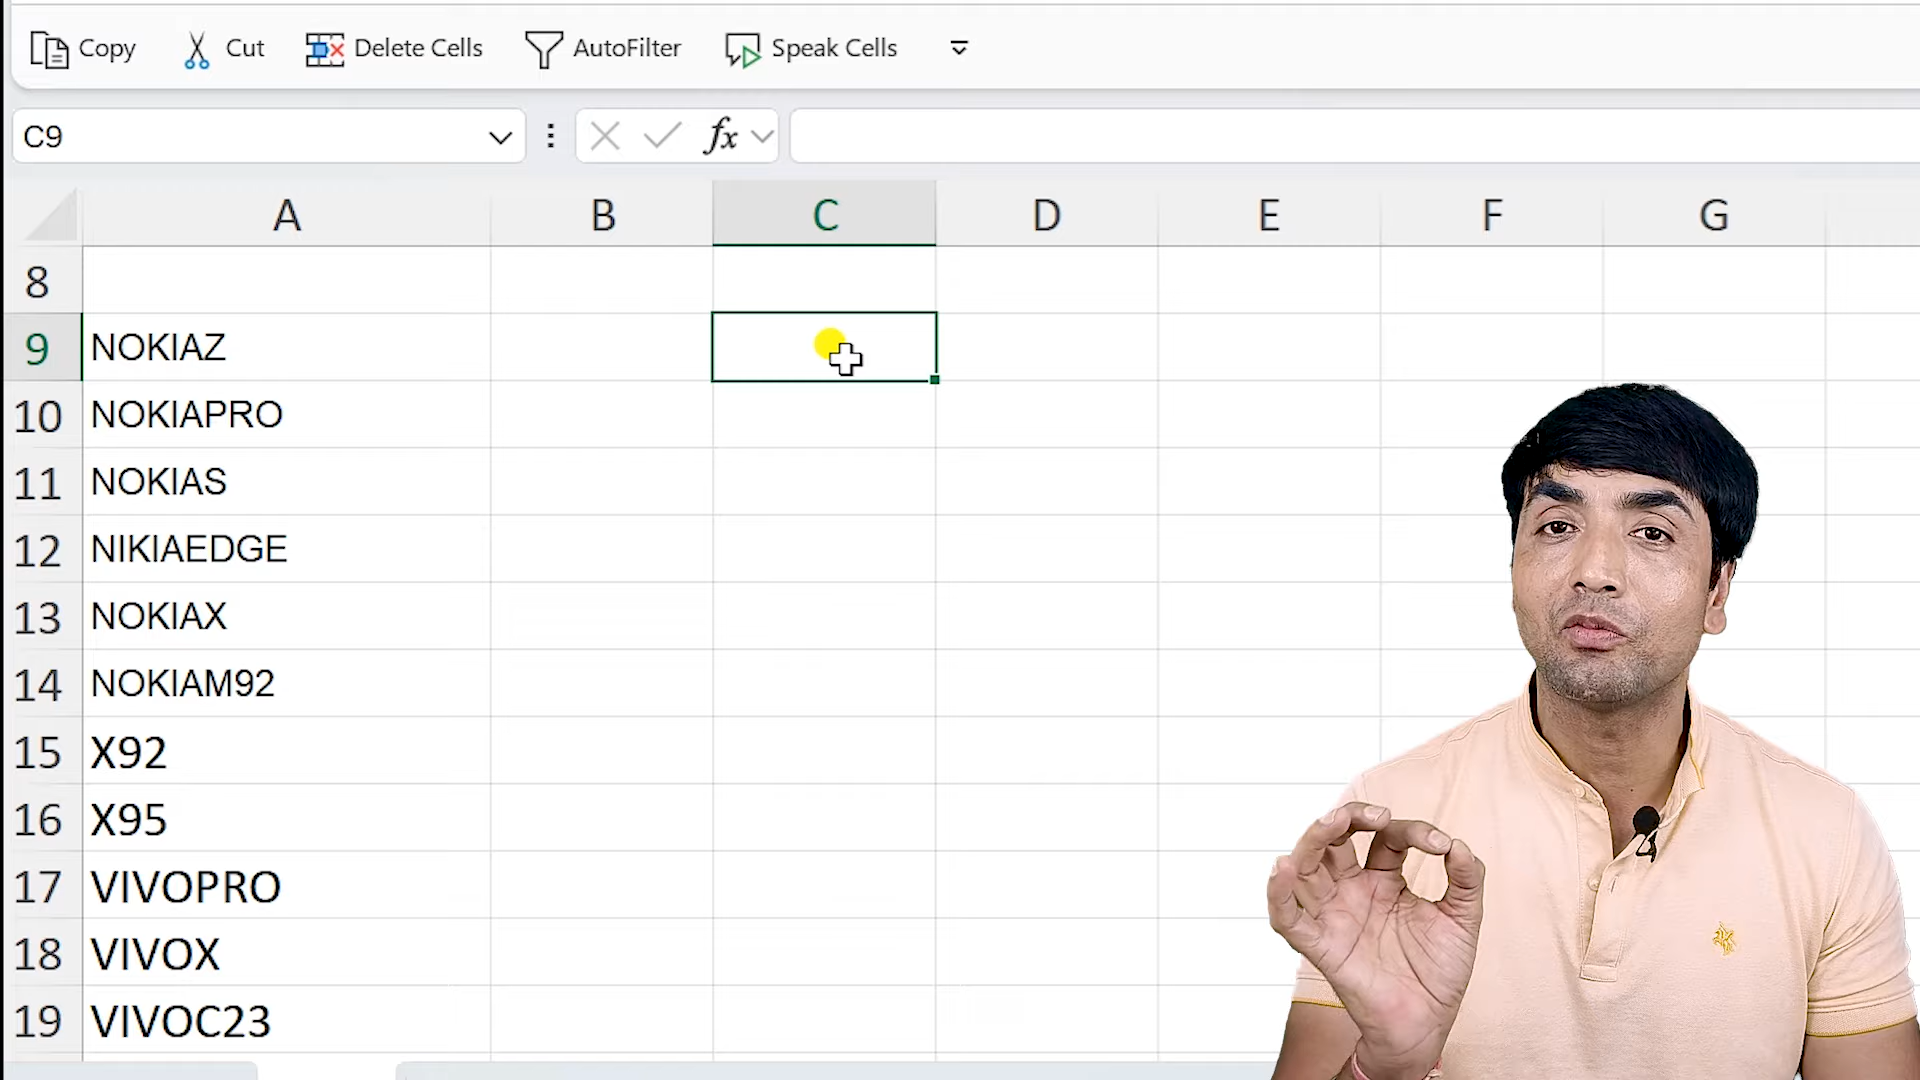 Copy Cut Delete Cells AutoFilter Speak Cells
C9 fx
A B C D E F G
8
9 NOKIAZ
10 NOKIAPRO
11 NOKIAS
12 NIKIAEDGE
13 NOKIAX
14 NOKIAM92
15 X92
16 X95
17 VIVOPRO
18 VIVOX
19 VIVOC23